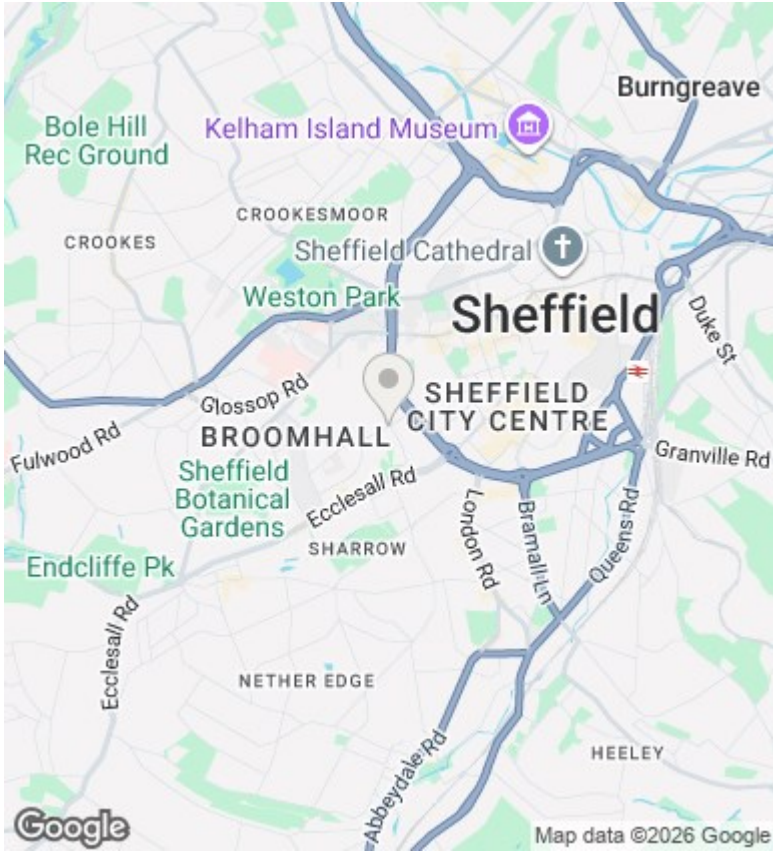 Burngreave
Bole Hill
Rec Ground
Kelham Island Museum
CROOKESMOOR
CROOKES
Sheffield Cathedral
Weston Park
Sheffield
Duke St
Glossop Rd
SHEFFIELD
CITY CENTRE
BROOMHALL
Fulwood Rd
Granville Rd
Sheffield
Botanical
Gardens
Ecclesall Rd
London Rd
Bramall Ln
Queens Rd
SHARROW
Endcliffe Pk
Ecclesall Rd
NETHER EDGE
Abbeydale Rd
HEELEY
Google
Map data ©2026 Google